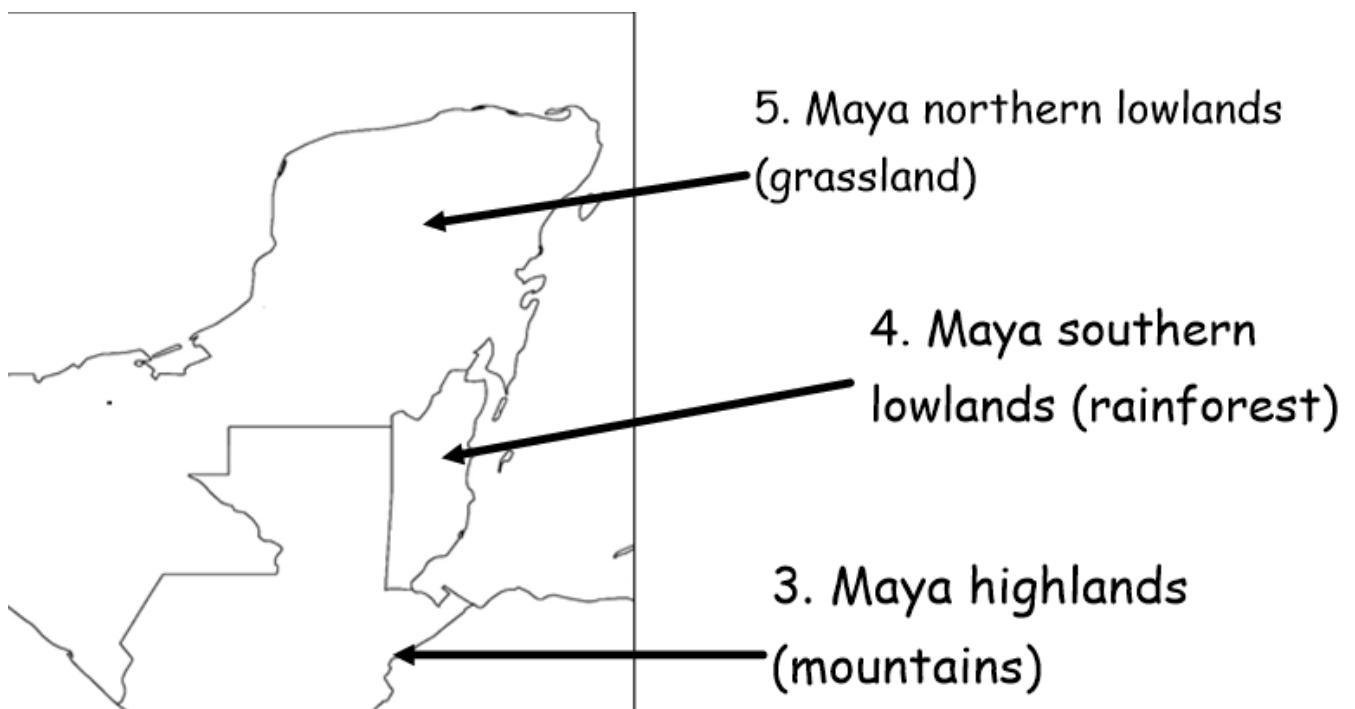 5. Maya northern lowlands
(grassland)
4. Maya southern
lowlands (rainforest)
3. Maya highlands
(mountains)